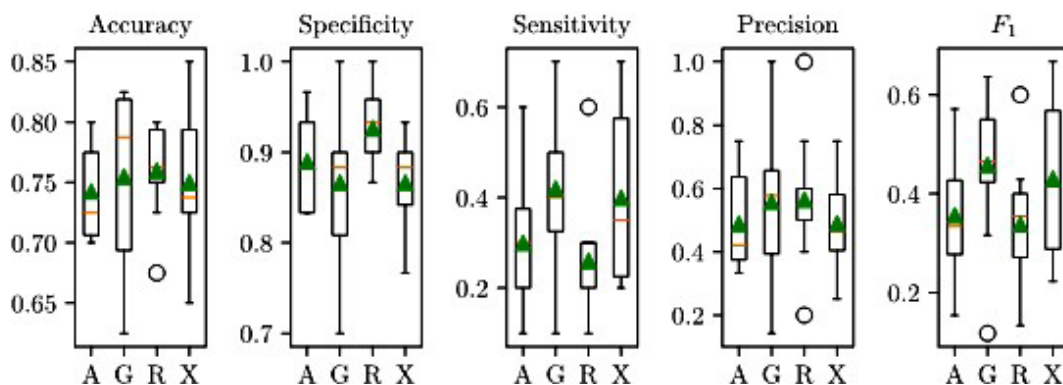 Accuracy Specificity Sensitivity Precision F₁
0.85 0.80 0.75 0.70 0.65
1.0 0.9 0.8 0.7
0.6 0.4 0.2
1.0 0.8 0.6 0.4 0.2
0.6 0.4 0.2
A G R X A G R X A G R X A G R X A G R X